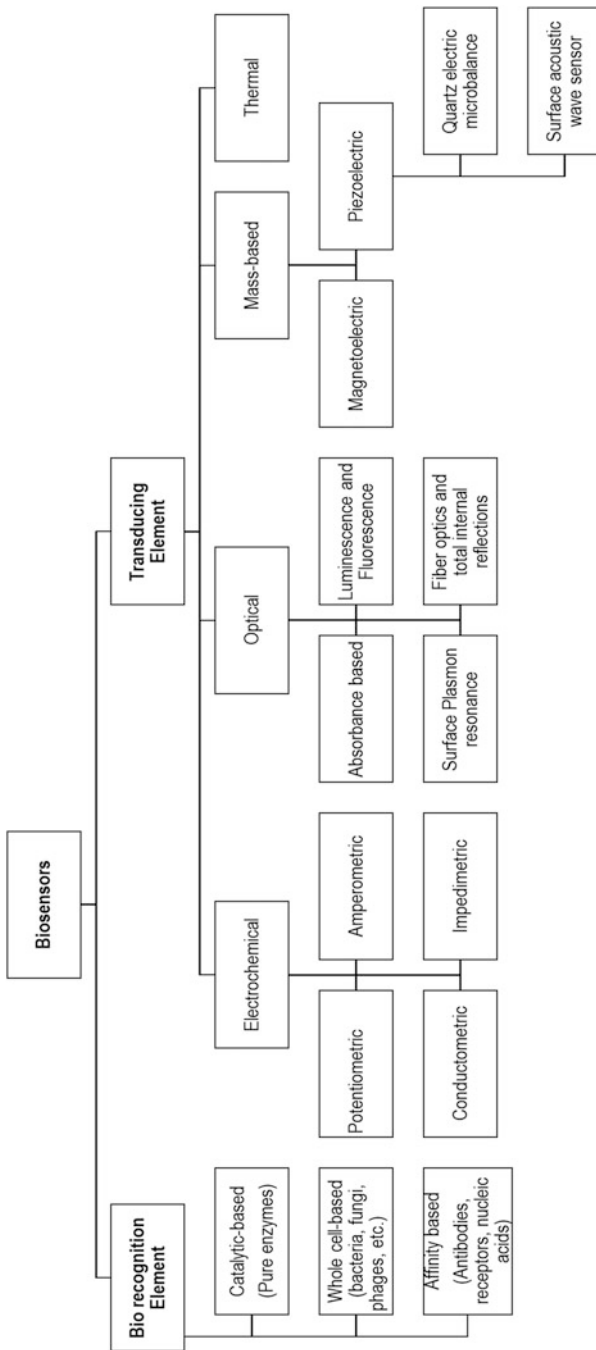 Biosensors
Bio recognition
Element
Transducing
Element
Catalytic-based
(Pure enzymes)
Whole cell-based
(bacteria, fungi,
phages, etc.)
Affinity based
(Antibodies,
receptors, nucleic
acids)
Electrochemical
Potentiometric
Amperometric
Conductometric
Impedimetric
Optical
Absorbance based
Luminescence and
Fluorescence
Surface Plasmon
resonance
Fiber optics and
total internal
reflections
Mass-based
Magnetoelectric
Piezoelectric
Quartz electric
microbalance
Surface acoustic
wave sensor
Thermal